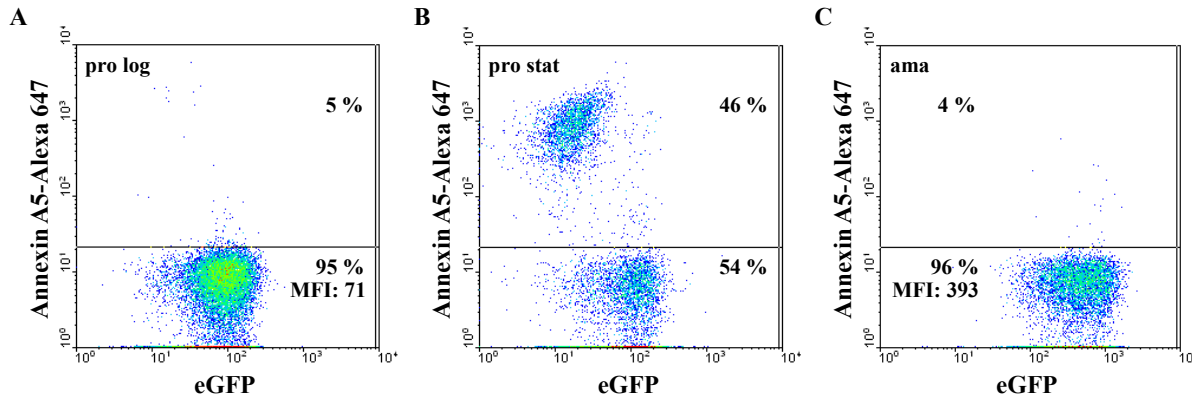 A
Annexin A5-Alexa 647
10⁴
10³
10²
10¹
10⁰
pro log
5 %
95 %
MFI: 71
10⁰ 10¹ 10² 10³ 10⁴
eGFP
B
Annexin A5-Alexa 647
10⁴
10³
10²
10¹
10⁰
pro stat
46 %
54 %
10⁰ 10¹ 10² 10³ 10⁴
eGFP
C
Annexin A5-Alexa 647
10⁴
10³
10²
10¹
10⁰
ama
4 %
96 %
MFI: 393
10⁰ 10¹ 10² 10³ 10⁴
eGFP